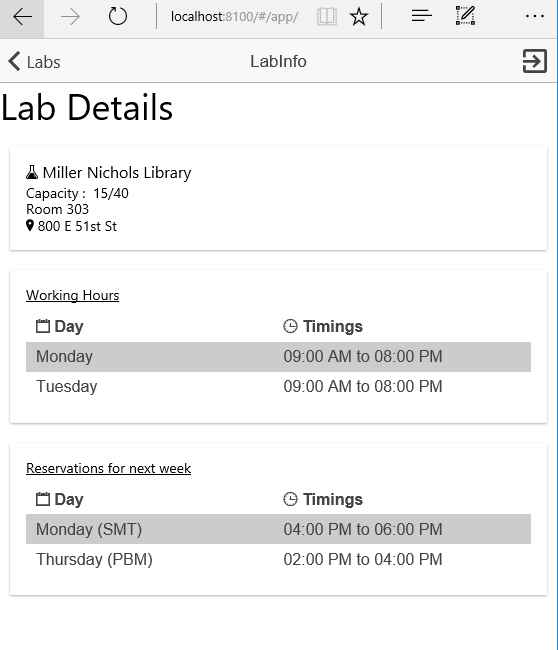 localhost:8100/#/app/
Labs LabInfo
Lab Details
Miller Nichols Library
Capacity : 15/40
Room 303
800 E 51st St
Working Hours
Day Timings
Monday 09:00 AM to 08:00 PM
Tuesday 09:00 AM to 08:00 PM
Reservations for next week
Day Timings
Monday (SMT) 04:00 PM to 06:00 PM
Thursday (PBM) 02:00 PM to 04:00 PM